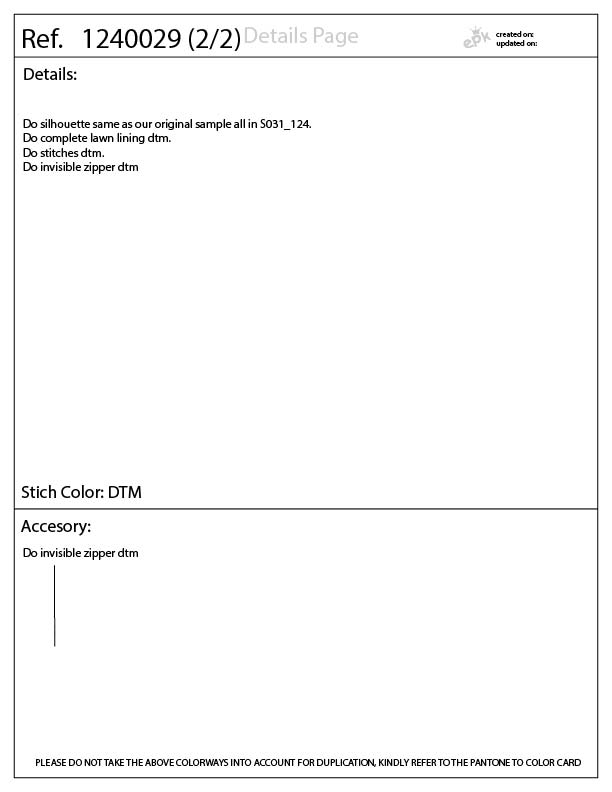 Ref. 1240029 (2/2) Details Page
epk
created on:
updated on:
Details:
Do silhouette same as our original sample all in S031_124.
Do complete lawn lining dtm.
Do stitches dtm.
Do invisible zipper dtm
Stich Color: DTM
Accesory:
Do invisible zipper dtm
PLEASE DO NOT TAKE THE ABOVE COLORWAYS INTO ACCOUNT FOR DUPLICATION, KINDLY REFER TO THE PANTONE TO COLOR CARD